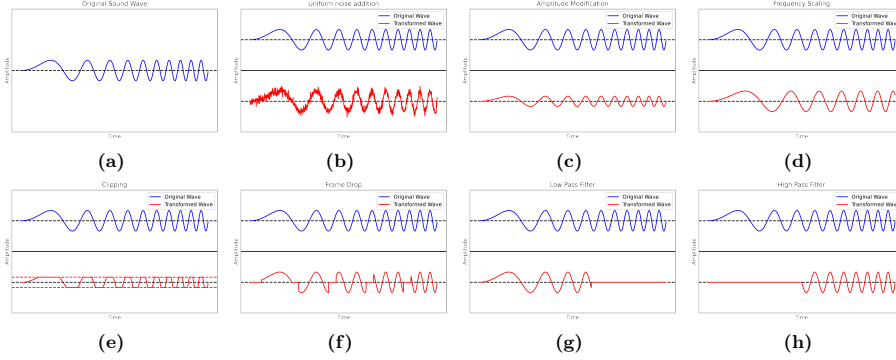 Original Sound Wave
Amplitude
Time
(a)
Uniform noise addition
Original Wave
Transformed Wave
Amplitude
Time
(b)
Amplitude Modification
Original Wave
Transformed Wave
Amplitude
Time
(c)
Frequency Scaling
Original Wave
Transformed Wave
Amplitude
Time
(d)
Clipping
Original Wave
Transformed Wave
Amplitude
Time
(e)
Frame Drop
Original Wave
Transformed Wave
Amplitude
Time
(f)
Low Pass Filter
Original Wave
Transformed Wave
Amplitude
Time
(g)
High Pass Filter
Original Wave
Transformed Wave
Amplitude
Time
(h)